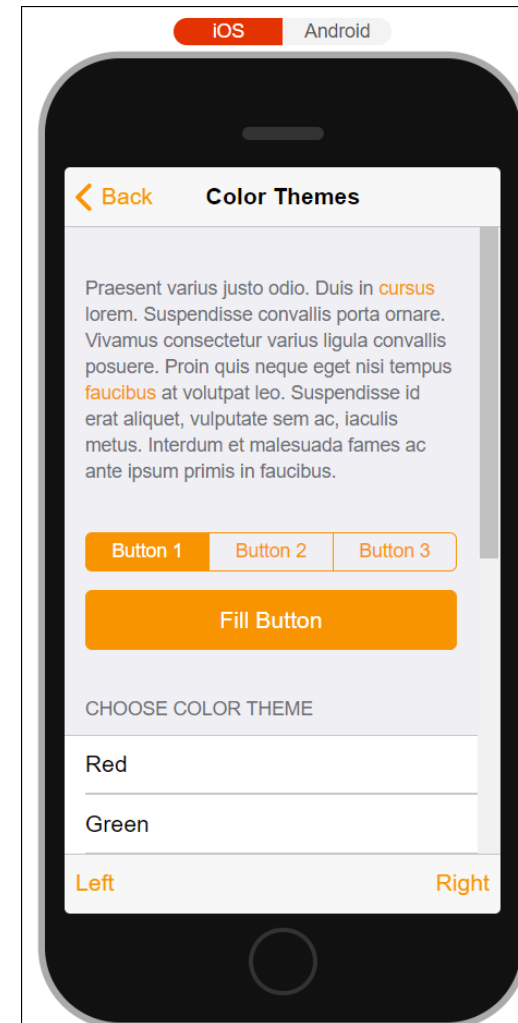 iOS Android
Back Color Themes
Praesent varius justo odio. Duis in cursus
lorem. Suspendisse convallis porta ornare.
Vivamus consectetur varius ligula convallis
posuere. Proin quis neque eget nisi tempus
faucibus at volutpat leo. Suspendisse id
erat aliquet, vulputate sem ac, iaculis
metus. Interdum et malesuada fames ac
ante ipsum primis in faucibus.
Button 1 Button 2 Button 3
Fill Button
CHOOSE COLOR THEME
Red
Green
Left Right